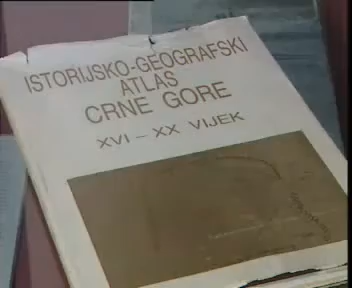 ISTORIJSKO-GEOGRAFSKI
ATLAS
CRNE GORE
XVI - XX VIJEK